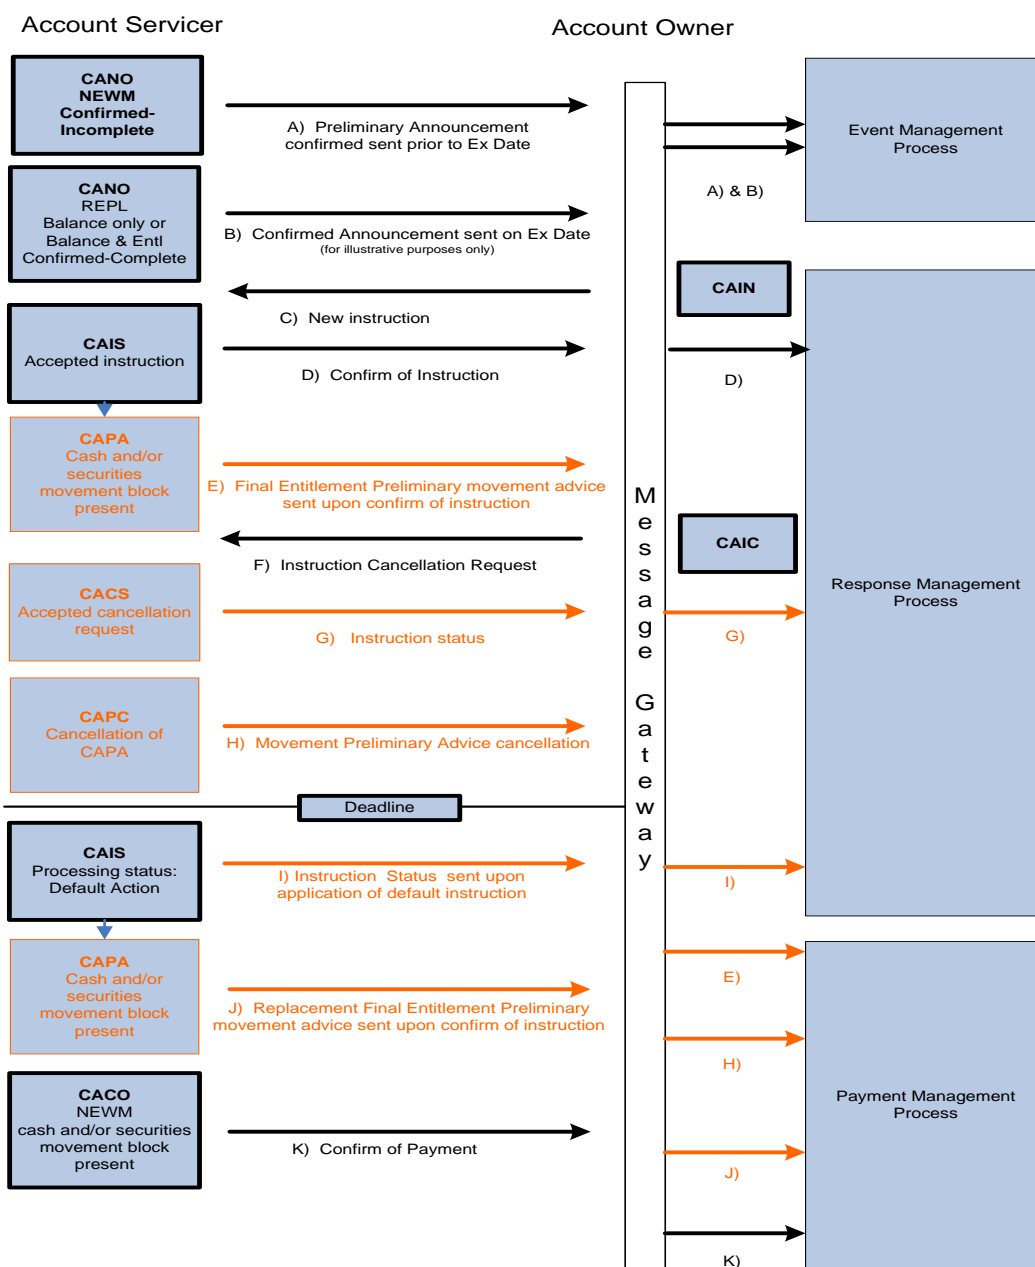 Account Servicer
Account Owner
CANO
NEWM
Confirmed-
Incomplete
A) Preliminary Announcement
confirmed sent prior to Ex Date
Event Management
Process
A) & B)
CANO
REPL
Balance only or
Balance & Entl
Confirmed-Complete
B) Confirmed Announcement sent on Ex Date
(for illustrative purposes only)
CAIN
C) New instruction
CAIS
Accepted instruction
D) Confirm of Instruction
D)
CAPA
Cash and/or
securities
movement block
present
E) Final Entitlement Preliminary movement advice
sent upon confirm of instruction
Message Gateway
CAIC
F) Instruction Cancellation Request
Response Management
Process
CACS
Accepted cancellation
request
G) Instruction status
G)
CAPC
Cancellation of
CAPA
H) Movement Preliminary Advice cancellation
Deadline
CAIS
Processing status:
Default Action
I) Instruction Status sent upon
application of default instruction
I)
CAPA
Cash and/or
securities
movement block
present
J) Replacement Final Entitlement Preliminary
movement advice sent upon confirm of instruction
E)
H)
Payment Management
Process
CACO
NEWM
cash and/or securities
movement block
present
K) Confirm of Payment
J)
K)